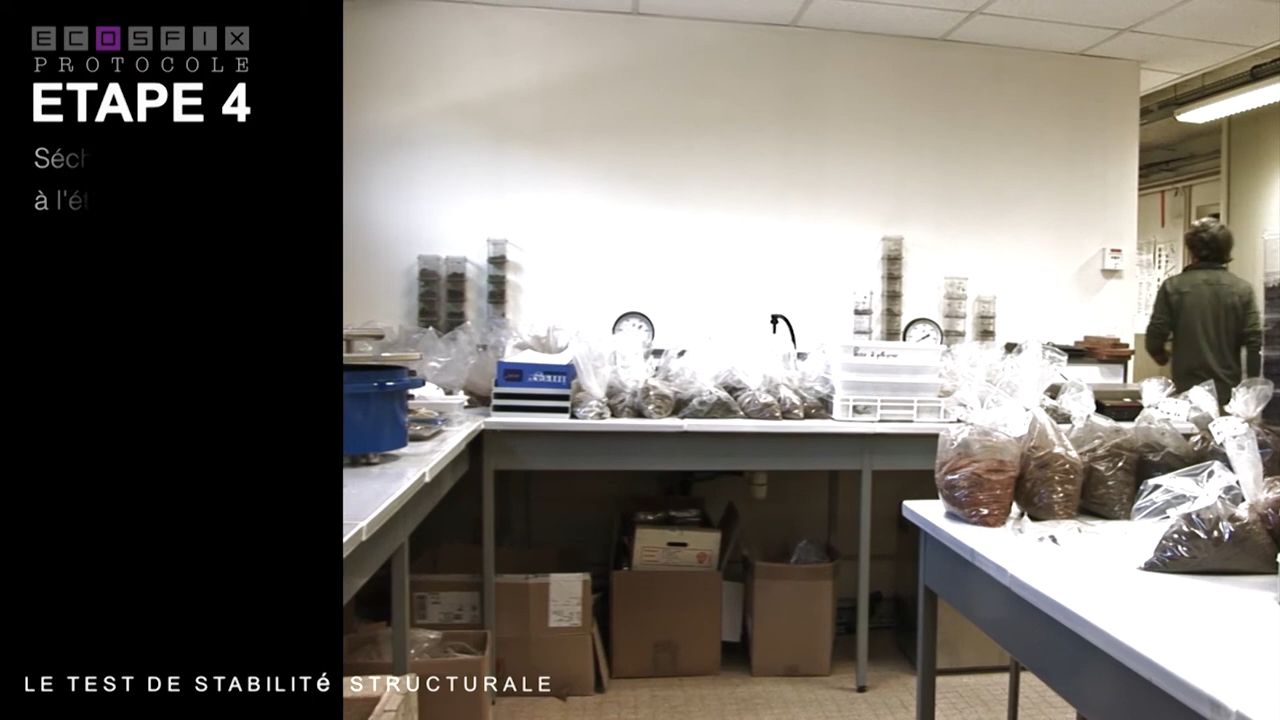 ECOSFIX
PROTOCOLE
ETAPE 4
LE TEST DE STABILITé STRUCTURALE